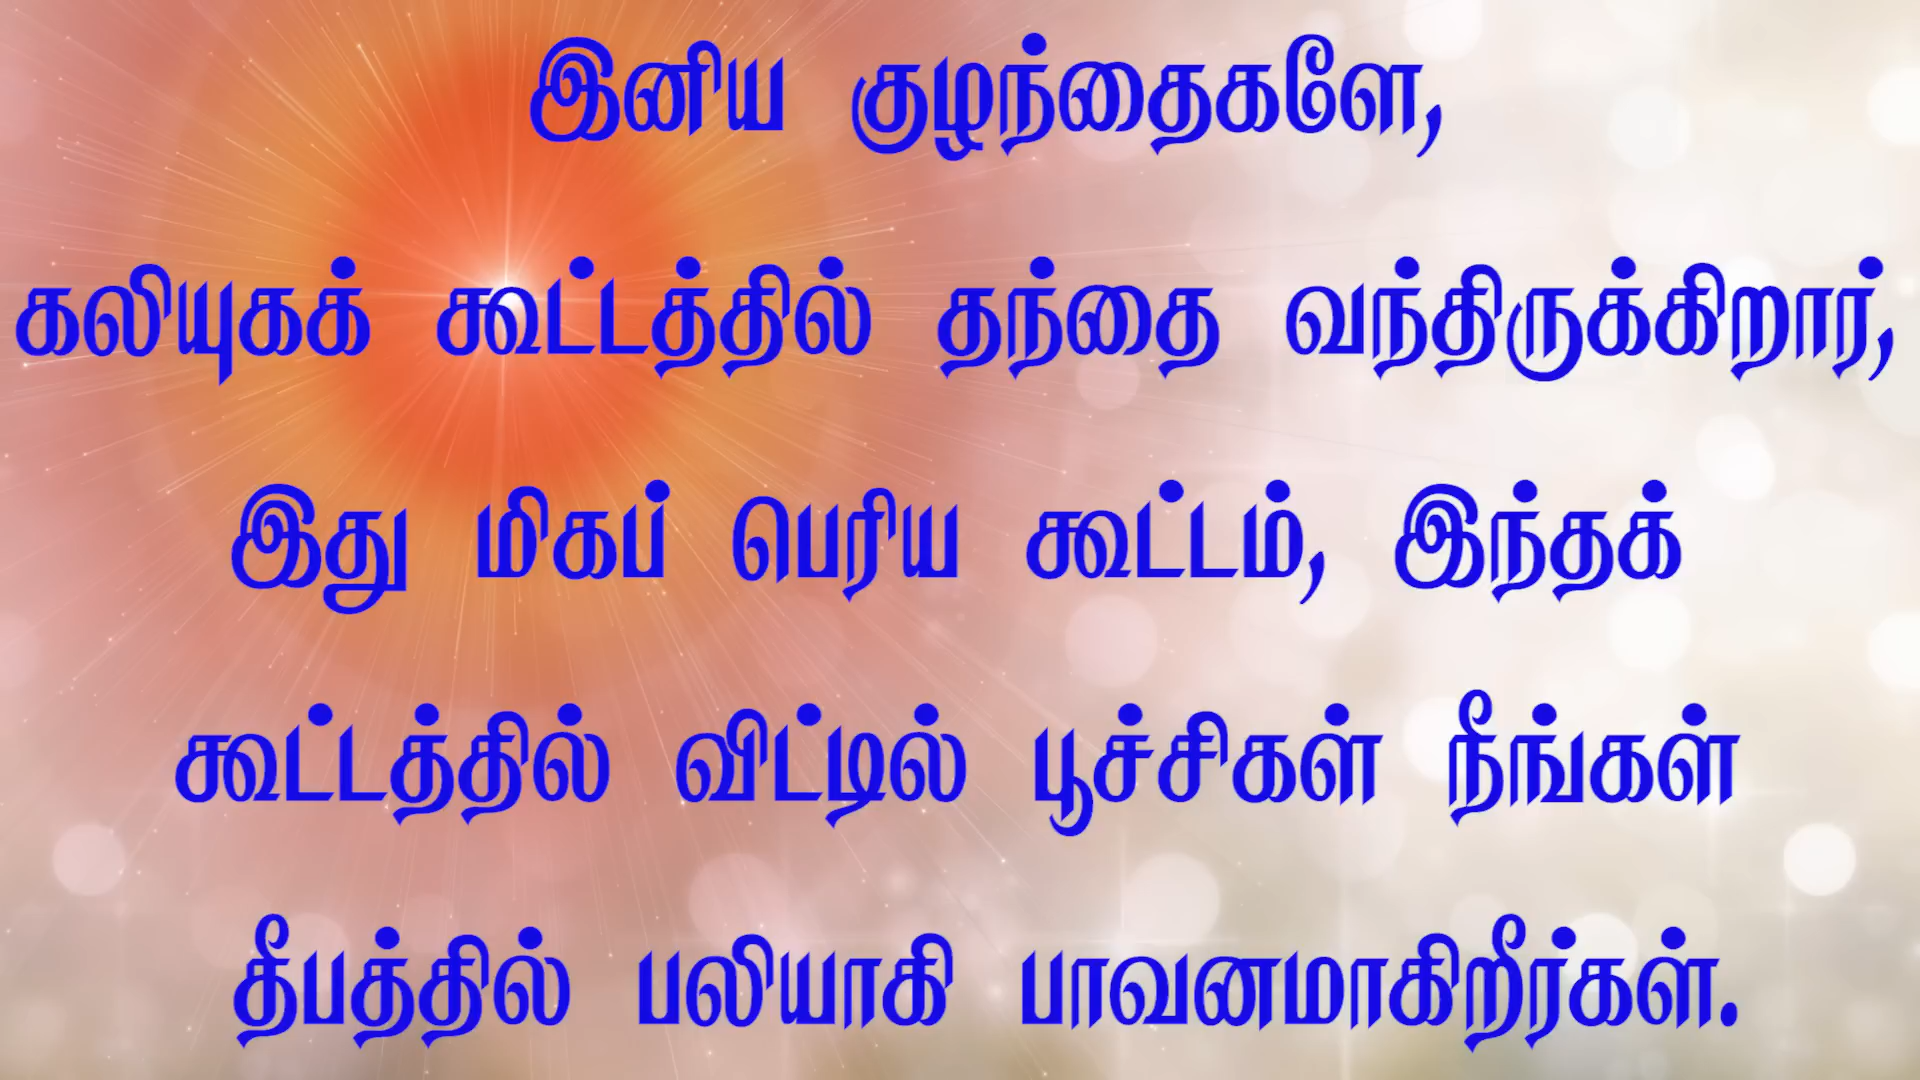 இனிய குழந்தைகளே,
கலியுகக் கூட்டத்தில் தந்தை வந்திருக்கிறார்,
இது மிகப் பெரிய கூட்டம், இந்தக்
கூட்டத்தில் விட்டில் பூச்சிகள் நீங்கள்
தீபத்தில் பலியாகி பாவனமாகிறீர்கள்.